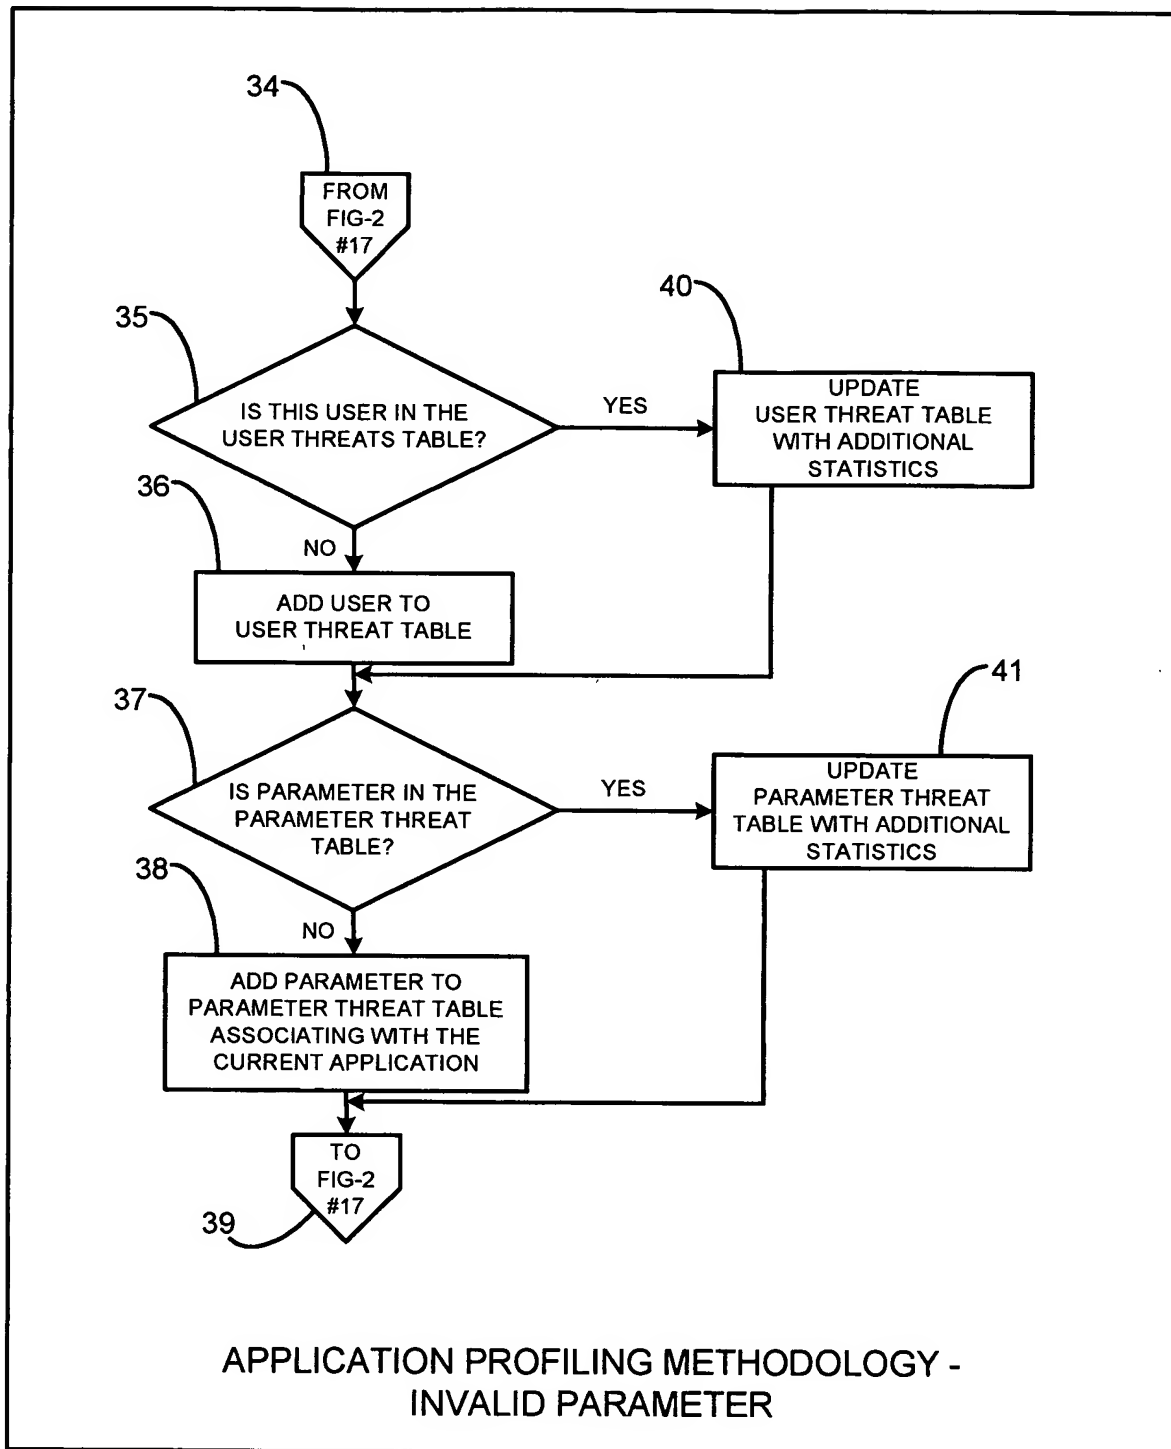 34
FROM
FIG-2
#17
35
IS THIS USER IN THE
USER THREATS TABLE?
YES
40
UPDATE
USER THREAT TABLE
WITH ADDITIONAL
STATISTICS
36
NO
ADD USER TO
USER THREAT TABLE
37
IS PARAMETER IN THE
PARAMETER THREAT
TABLE?
YES
41
UPDATE
PARAMETER THREAT
TABLE WITH ADDITIONAL
STATISTICS
38
NO
ADD PARAMETER TO
PARAMETER THREAT TABLE
ASSOCIATING WITH THE
CURRENT APPLICATION
TO
FIG-2
#17
39
APPLICATION PROFILING METHODOLOGY -
INVALID PARAMETER